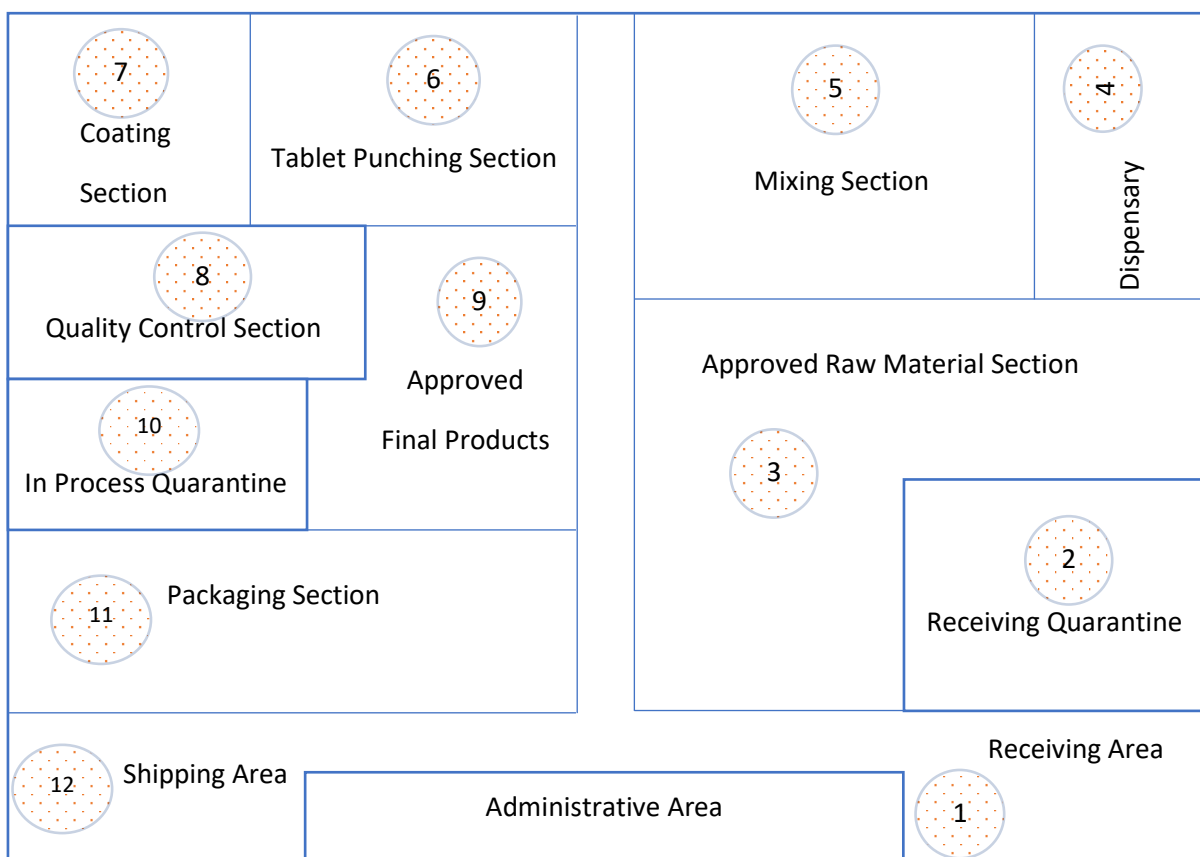 7
Coating
Section
6
Tablet Punching Section
5
Mixing Section
4
Dispensary
8
Quality Control Section
9
Approved
Final Products
Approved Raw Material Section
3
10
In Process Quarantine
2
Receiving Quarantine
11
Packaging Section
12
Shipping Area
Administrative Area
Receiving Area
1